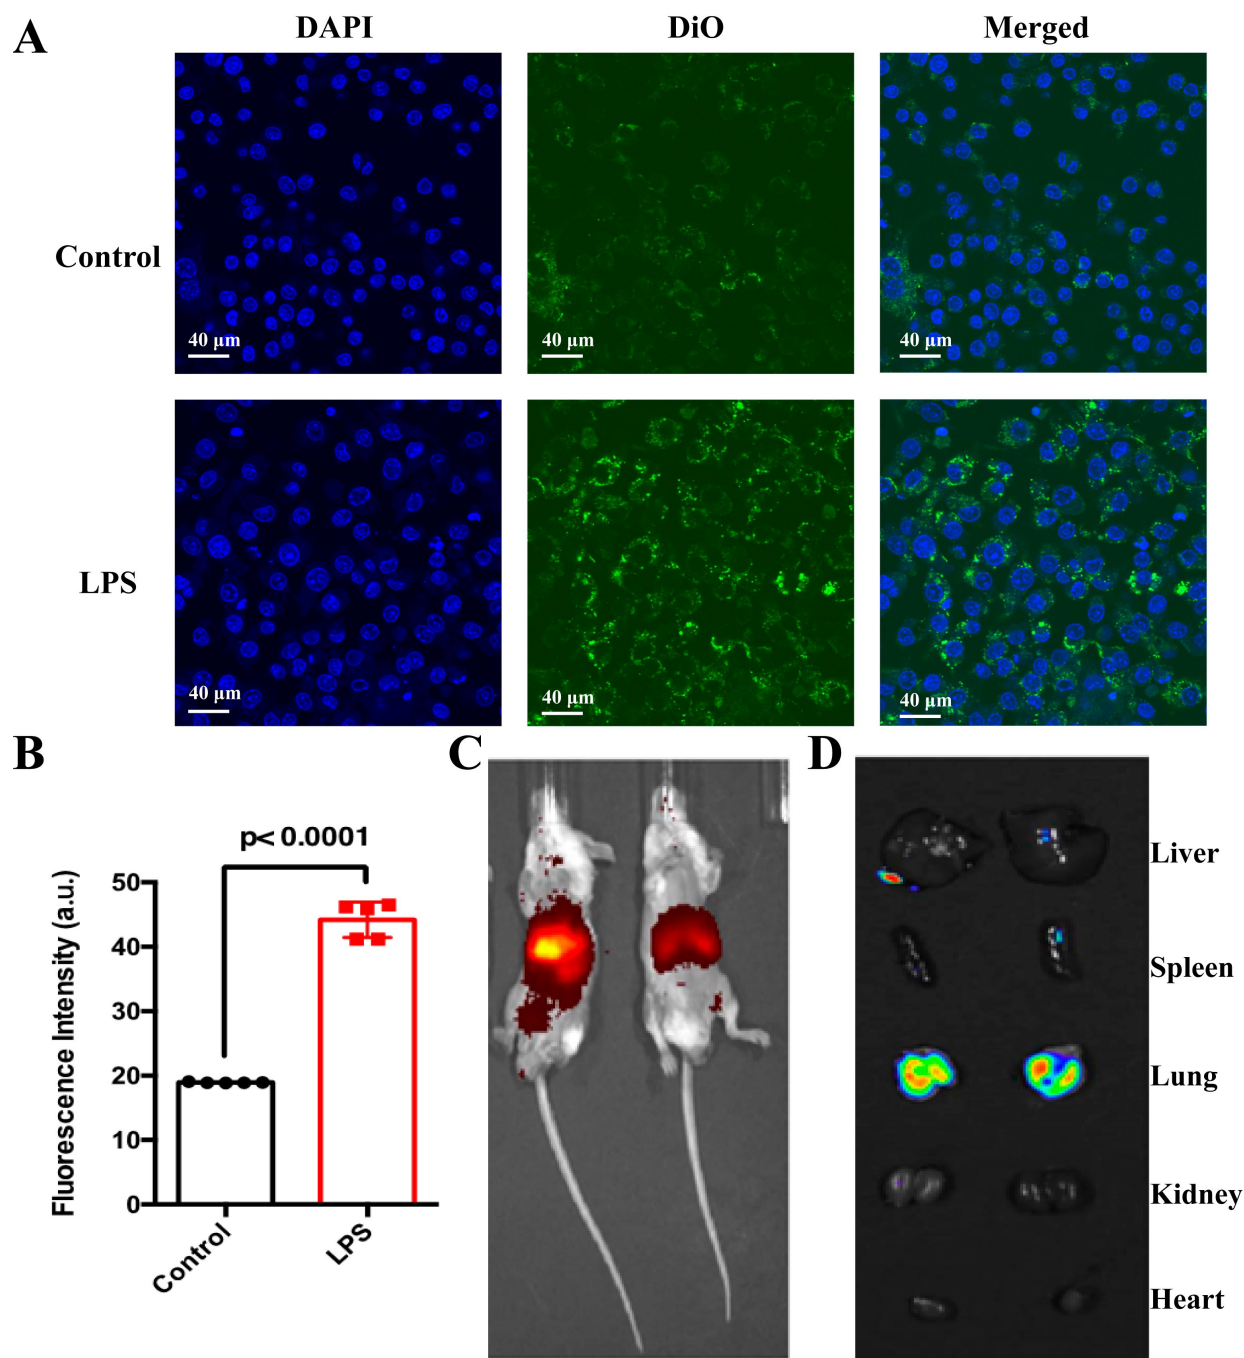 A
DAPI
DiO
Merged
Control
40 μm
40 μm
40 μm
LPS
40 μm
40 μm
40 μm
B
p< 0.0001
Fluorescence Intensity (a.u.)
50
40
30
20
10
0
Control
LPS
C
D
Liver
Spleen
Lung
Kidney
Heart